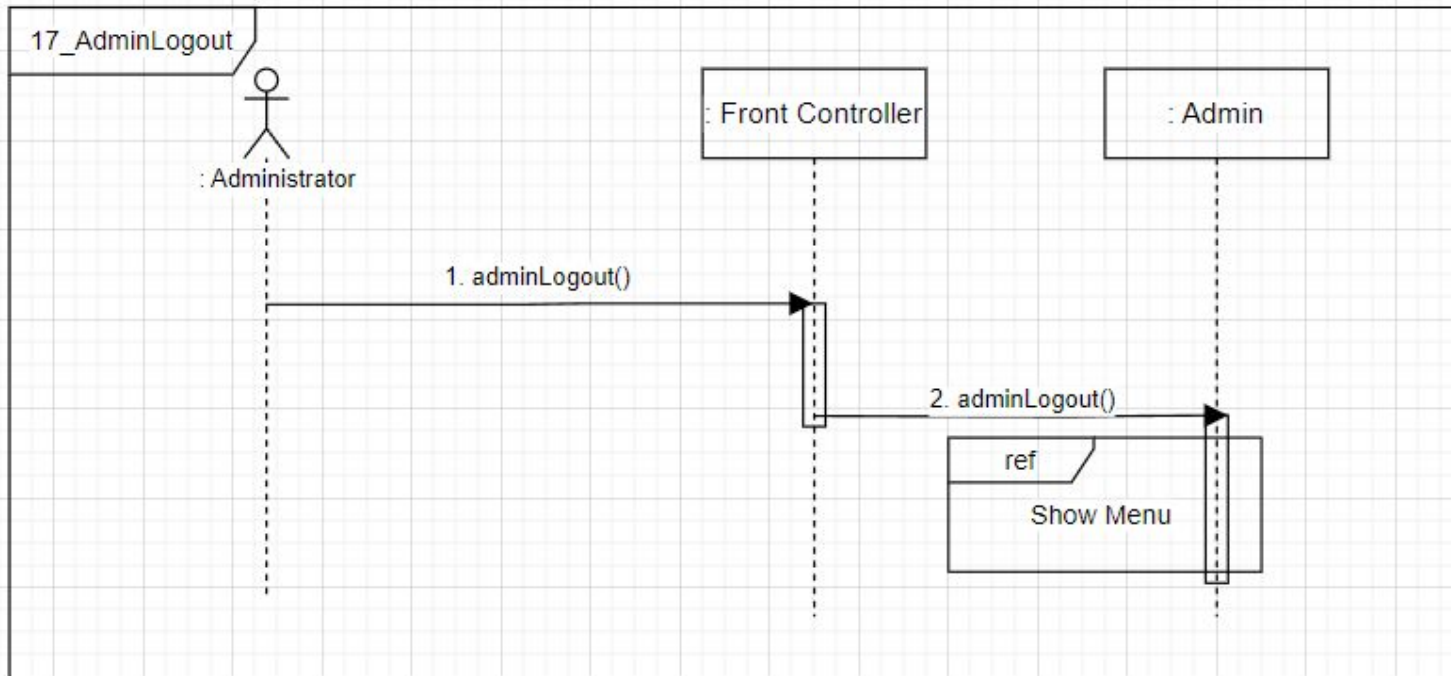 17_AdminLogout
: Administrator
: Front Controller
: Admin
1. adminLogout()
2. adminLogout()
ref
Show Menu